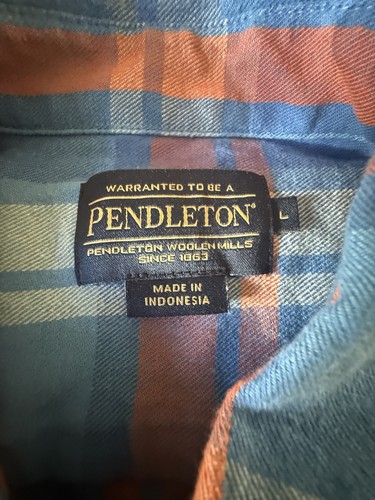 WARRANTED TO BE A
PENDLETON®
L
PENDLETON WOOLEN MILLS
SINCE 1863
MADE IN
INDONESIA